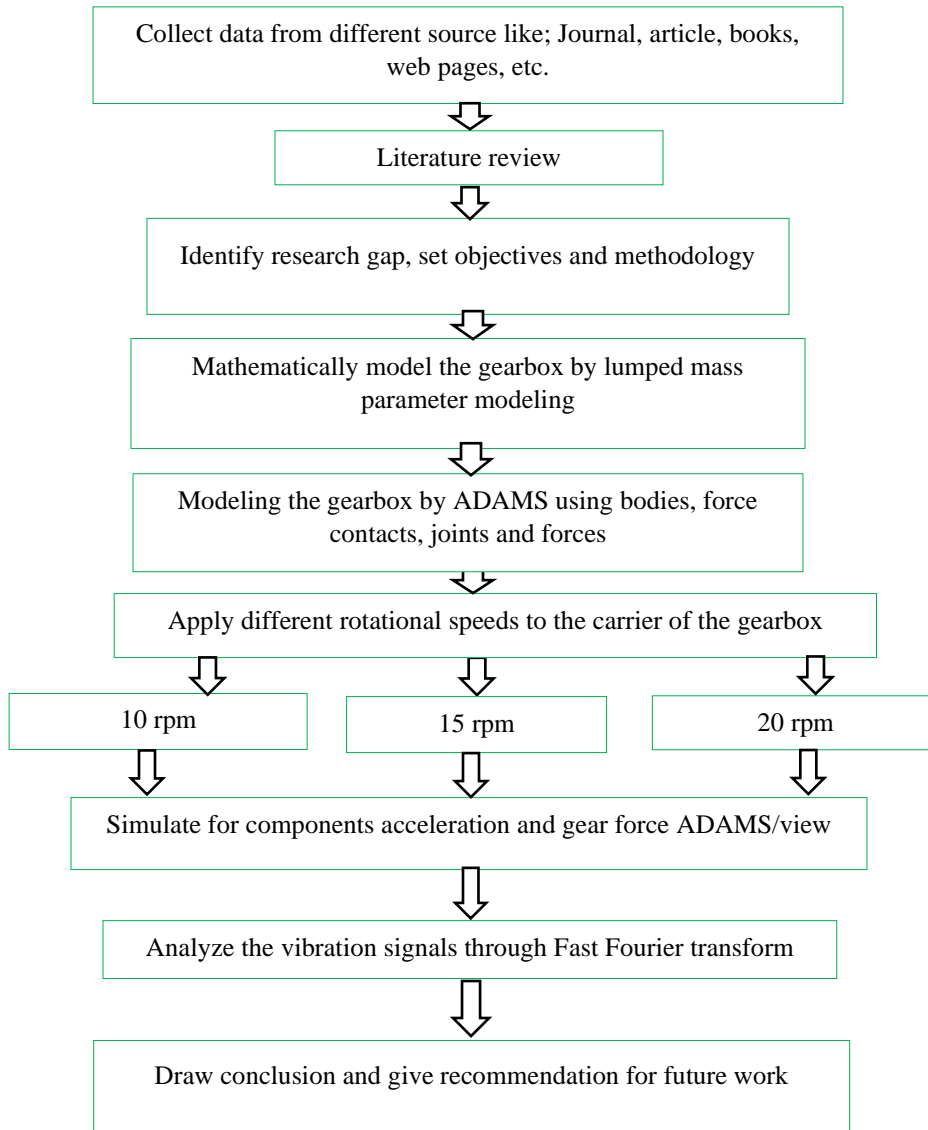 Collect data from different source like; Journal, article, books,
web pages, etc.
Literature review
Identify research gap, set objectives and methodology
Mathematically model the gearbox by lumped mass
parameter modeling
Modeling the gearbox by ADAMS using bodies, force
contacts, joints and forces
Apply different rotational speeds to the carrier of the gearbox
10 rpm
15 rpm
20 rpm
Simulate for components acceleration and gear force ADAMS/view
Analyze the vibration signals through Fast Fourier transform
Draw conclusion and give recommendation for future work